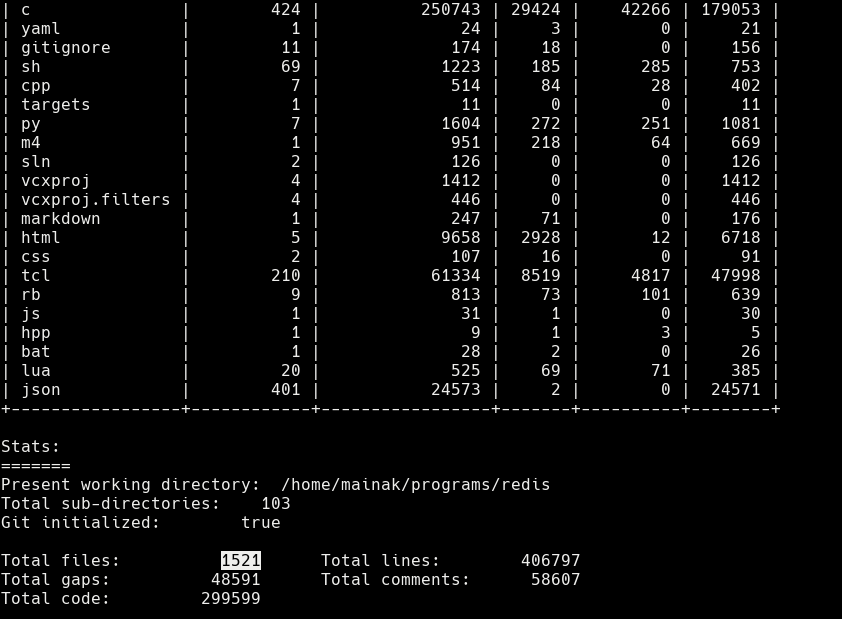 | c | 424 | 250743 | 29424 | 42266 | 179053 |
| yaml | 1 | 24 | 3 | 0 | 21 |
| gitignore | 11 | 174 | 18 | 0 | 156 |
| sh | 69 | 1223 | 185 | 285 | 753 |
| cpp | 7 | 514 | 84 | 28 | 402 |
| targets | 1 | 11 | 0 | 0 | 11 |
| py | 7 | 1604 | 272 | 251 | 1081 |
| m4 | 1 | 951 | 218 | 64 | 669 |
| sln | 2 | 126 | 0 | 0 | 126 |
| vcxproj | 4 | 1412 | 0 | 0 | 1412 |
| vcxproj.filters | 4 | 446 | 0 | 0 | 446 |
| markdown | 1 | 247 | 71 | 0 | 176 |
| html | 5 | 9658 | 2928 | 12 | 6718 |
| css | 2 | 107 | 16 | 0 | 91 |
| tcl | 210 | 61334 | 8519 | 4817 | 47998 |
| rb | 9 | 813 | 73 | 101 | 639 |
| js | 1 | 31 | 1 | 0 | 30 |
| hpp | 1 | 9 | 1 | 3 | 5 |
| bat | 1 | 28 | 2 | 0 | 26 |
| lua | 20 | 525 | 69 | 71 | 385 |
| json | 401 | 24573 | 2 | 0 | 24571 |
+-----------------+------------+-----------------+-------+----------+--------+
Stats:
=======
Present working directory:  /home/mainak/programs/redis
Total sub-directories:    103
Git initialized:        true
Total files:          1521      Total lines:        406797
Total gaps:          48591      Total comments:      58607
Total code:         299599